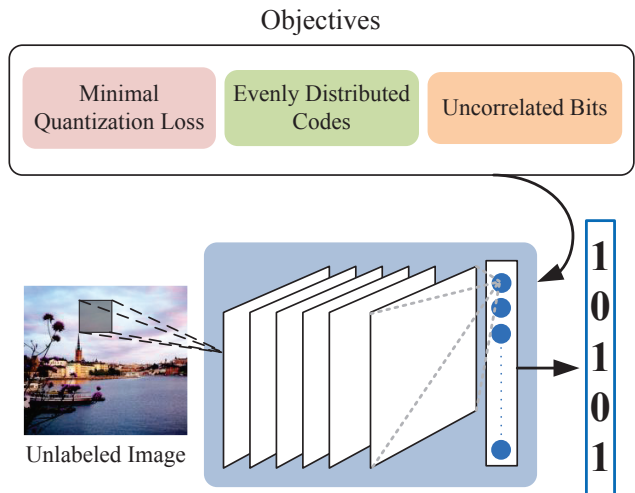 Objectives
Minimal
Quantization Loss
Evenly Distributed
Codes
Uncorrelated Bits
Unlabeled Image
1
0
1
0
1